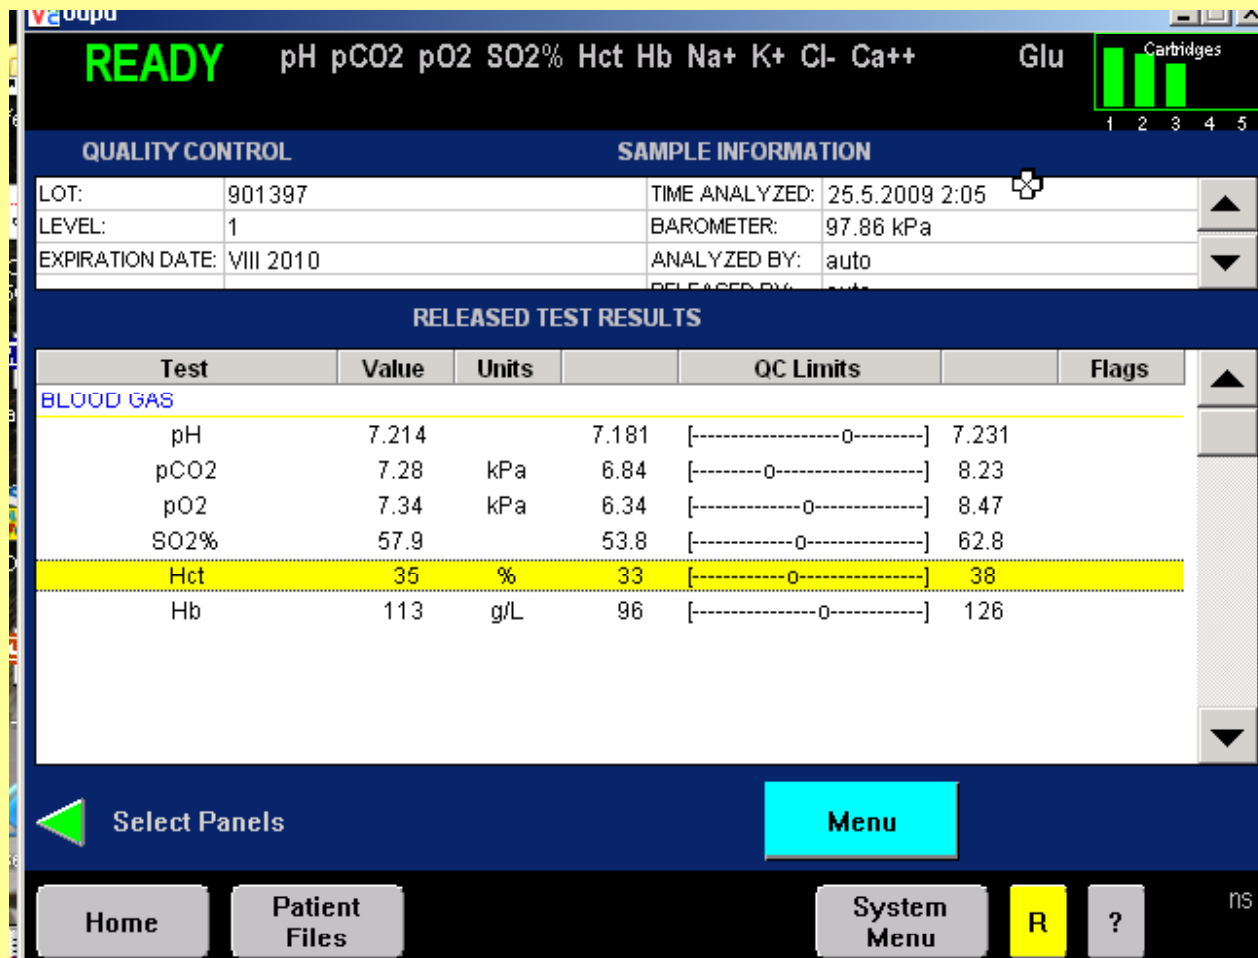 READY pH pCO2 pO2 SO2% Hct Hb Na+ K+ Cl- Ca++ Glu Cartridges
1 2 3 4 5
QUALITY CONTROL SAMPLE INFORMATION
LOT: 901397 TIME ANALYZED: 25.5.2009 2:05
LEVEL: 1 BAROMETER: 97.86 kPa
EXPIRATION DATE: VIII 2010 ANALYZED BY: auto
RELEASED TEST RESULTS
Test Value Units QC Limits Flags
BLOOD GAS
pH 7.214 7.181 [-------------------o---------] 7.231
pCO2 7.28 kPa 6.84 [---------o-------------------] 8.23
pO2 7.34 kPa 6.34 [--------------o--------------] 8.47
SO2% 57.9 53.8 [-------------o---------------] 62.8
Hct 35 % 33 [------------o----------------] 38
Hb 113 g/L 96 [----------------o------------] 126
Select Panels Menu
Home Patient Files System Menu R ? ns